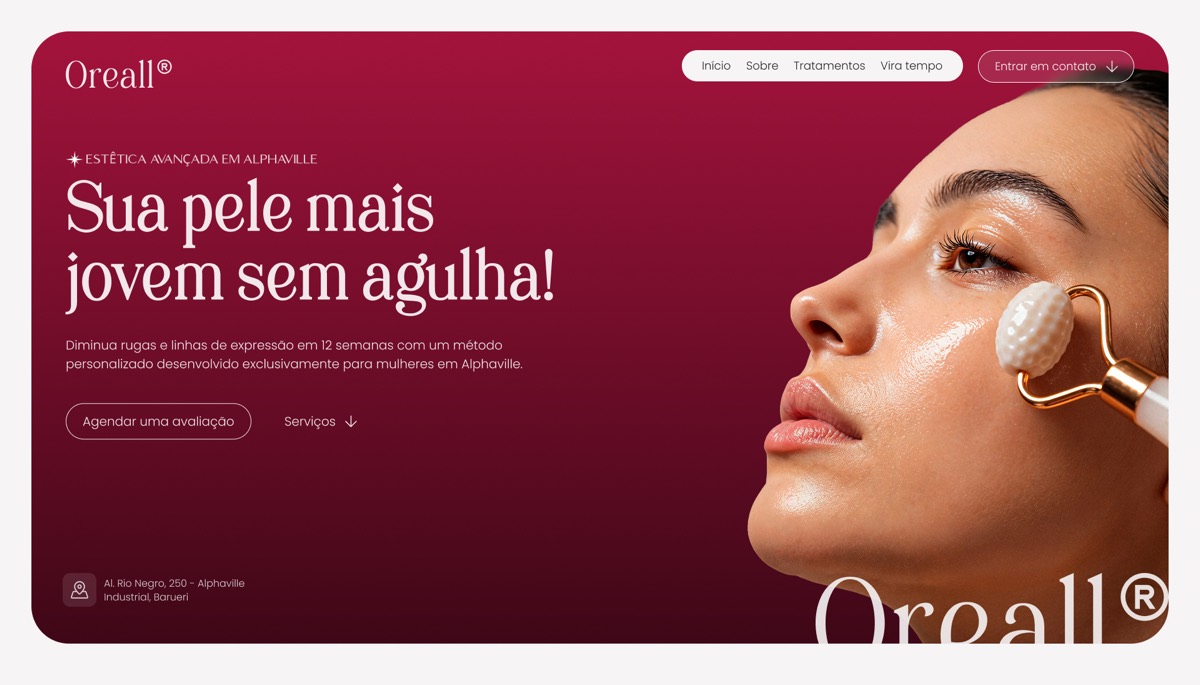 Oreall®
Início Sobre Tratamentos Vira tempo
Entrar em contato
ESTÉTICA AVANÇADA EM ALPHAVILLE
Sua pele mais
jovem sem agulha!
Diminua rugas e linhas de expressão em 12 semanas com um método
personalizado desenvolvido exclusivamente para mulheres em Alphaville.
Agendar uma avaliação
Serviços
Al. Rio Negro, 250 - Alphaville
Industrial, Barueri
Oreall®